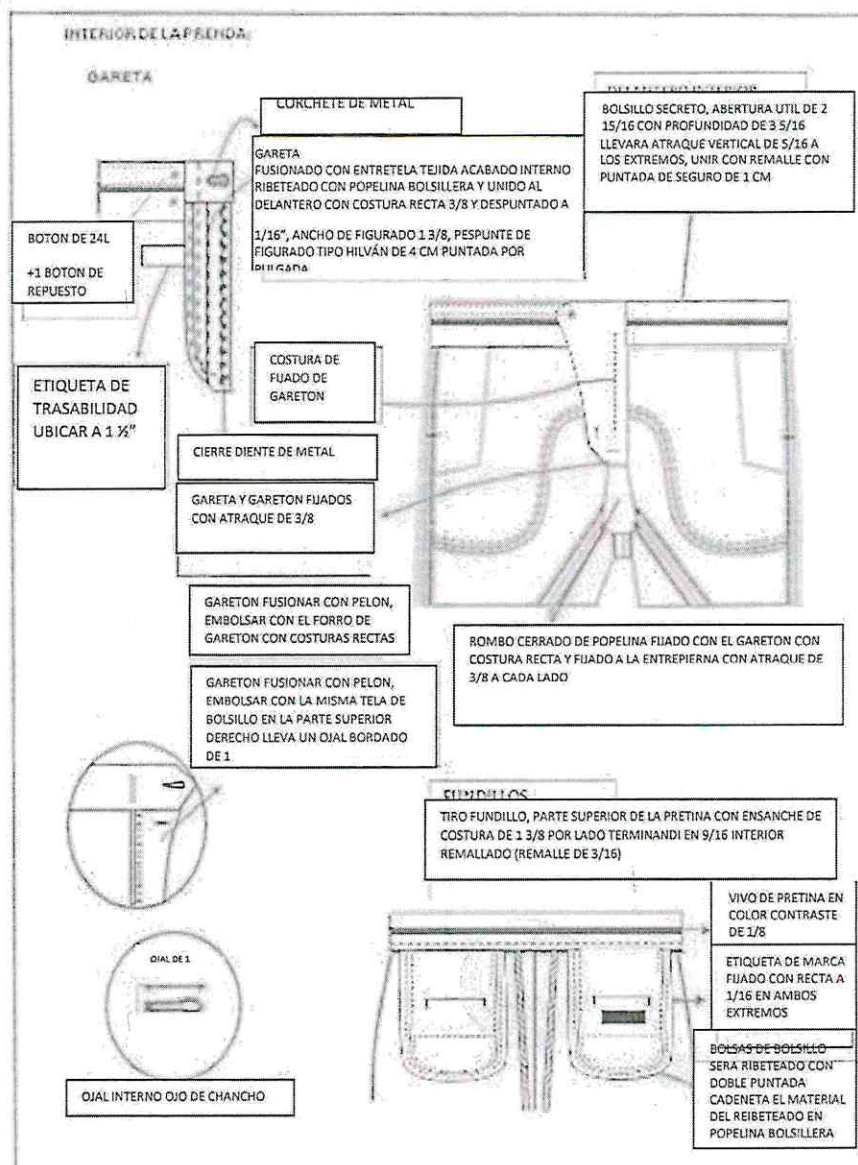 INTERIOR DE LA PRENDA:
GARETA
CORCHETE DE METAL
GARETA
FUSIONADO CON ENTRETELA TEJIDA ACABADO INTERNO
RIBETEADO CON POPELINA BOLSILLERA Y UNIDO AL
DELANTERO CON COSTURA RECTA 3/8 Y DESPUNTADO A
1/16”, ANCHO DE FIGURADO 1 3/8, PESPUNTE DE
FIGURADO TIPO HILVÁN DE 4 CM PUNTADA POR
PULGADA
DELANTERO INTERIOR
BOLSILLO SECRETO, ABERTURA UTIL DE 2
15/16 CON PROFUNDIDAD DE 3 5/16
LLEVARA ATRAQUE VERTICAL DE 5/16 A
LOS EXTREMOS, UNIR CON REMALLE CON
PUNTADA DE SEGURO DE 1 CM
BOTON DE 24L
+1 BOTON DE
REPUESTO
ETIQUETA DE
TRASABILIDAD
UBICAR A 1 ½”
COSTURA DE
FIJADO DE
GARETON
CIERRE DIENTE DE METAL
GARETA Y GARETON FIJADOS
CON ATRAQUE DE 3/8
GARETON FUSIONAR CON PELON,
EMBOLSAR CON EL FORRO DE
GARETON CON COSTURAS RECTAS
ROMBO CERRADO DE POPELINA FIJADO CON EL GARETON CON
COSTURA RECTA Y FIJADO A LA ENTREPIERNA CON ATRAQUE DE
3/8 A CADA LADO
GARETON FUSIONAR CON PELON,
EMBOLSAR CON LA MISMA TELA DE
BOLSILLO EN LA PARTE SUPERIOR
DERECHO LLEVA UN OJAL BORDADO
DE 1
FUNDILLOS
TIRO FUNDILLO, PARTE SUPERIOR DE LA PRETINA CON ENSANCHE DE
COSTURA DE 1 3/8 POR LADO TERMINANDI EN 9/16 INTERIOR
REMALLADO (REMALLE DE 3/16)
VIVO DE PRETINA EN
COLOR CONTRASTE
DE 1/8
ETIQUETA DE MARCA
FIJADO CON RECTA A
1/16 EN AMBOS
EXTREMOS
BOLSAS DE BOLSILLO
SERA RIBETEADO CON
DOBLE PUNTADA
CADENETA EL MATERIAL
DEL REIBETEADO EN
POPELINA BOLSILLERA
OJAL DE 1
OJAL INTERNO OJO DE CHANCHO